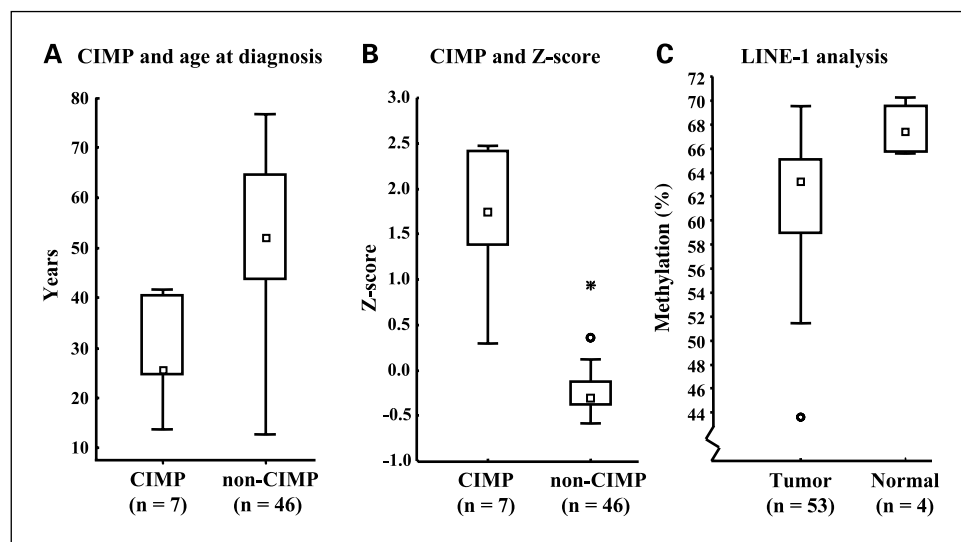 A CIMP and age at diagnosis
Years
80
70
60
50
40
30
20
10
CIMP
(n = 7)
non-CIMP
(n = 46)
B CIMP and Z-score
Z-score
3.0
2.5
2.0
1.5
1.0
0.5
0.0
-0.5
-1.0
CIMP
(n = 7)
non-CIMP
(n = 46)
C LINE-1 analysis
Methylation (%)
72
70
68
66
64
62
60
58
56
54
52
50
48
46
44
Tumor
(n = 53)
Normal
(n = 4)